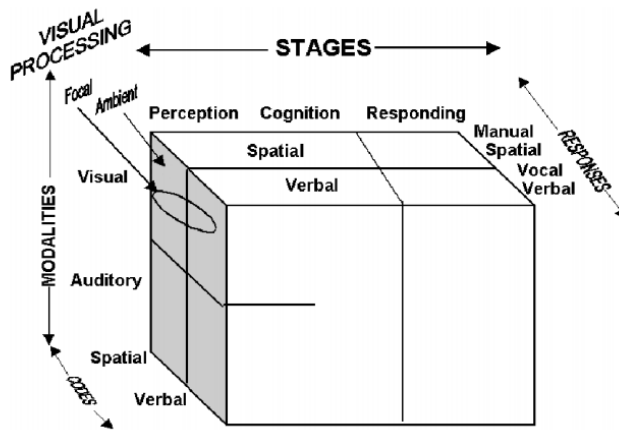 VISUAL
PROCESSING
STAGES
Focal
Ambient
Perception Cognition Responding
Spatial
Manual
Spatial
Verbal
Vocal
Verbal
RESPONSES
Visual
MODALITIES
Auditory
Spatial
Verbal
CODES